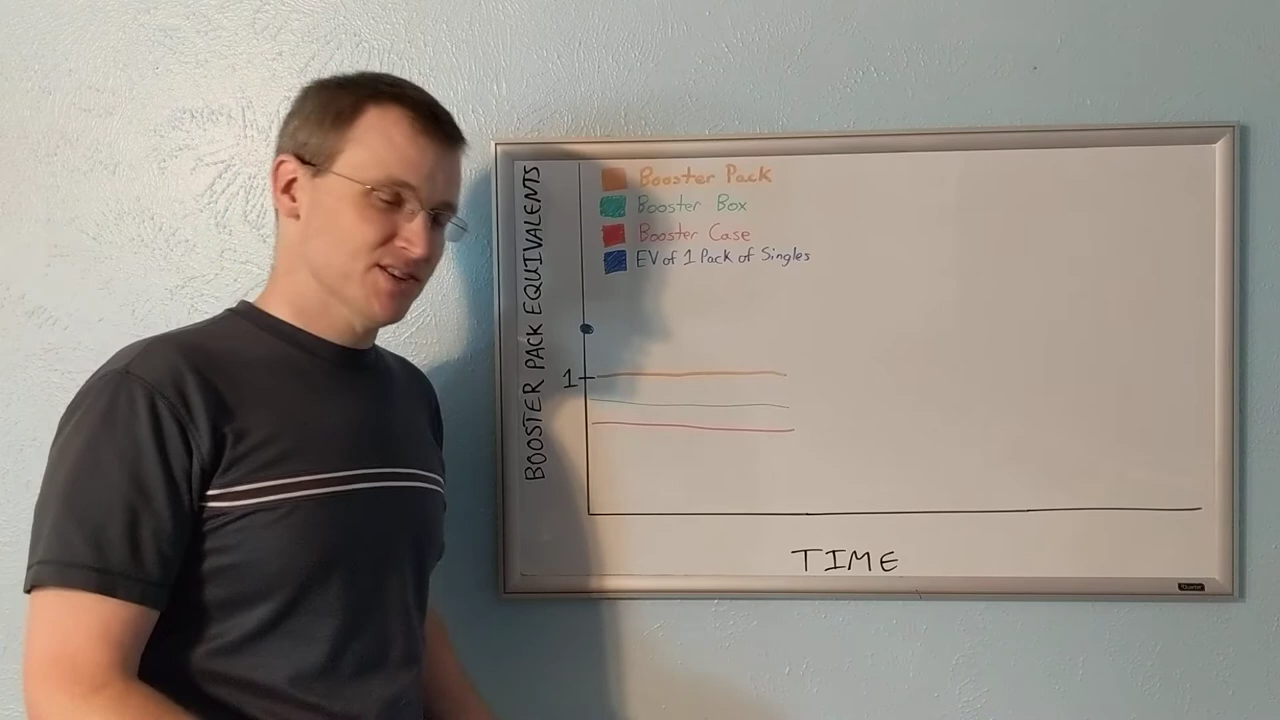 BOOSTER PACK EQUIVALENTS
Booster Pack
Booster Box
Booster Case
EV of 1 Pack of Singles
1
TIME